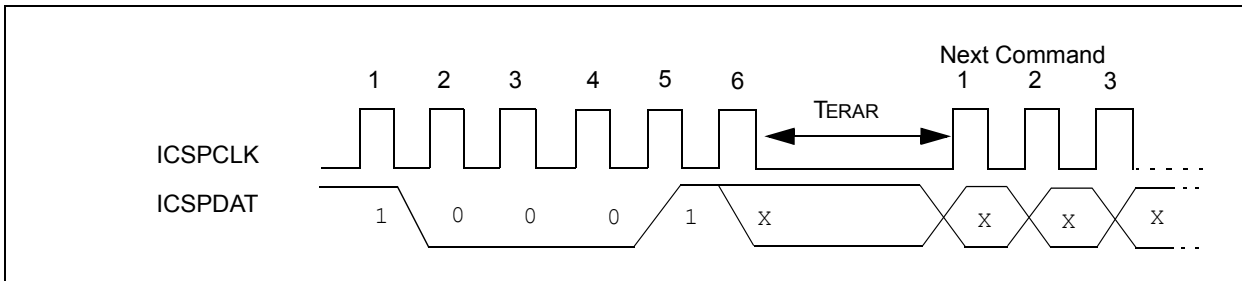 Next Command
1 2 3 4 5 6 1 2 3
TERAR
ICSPCLK
ICSPDAT
1 0 0 0 1 X X X X